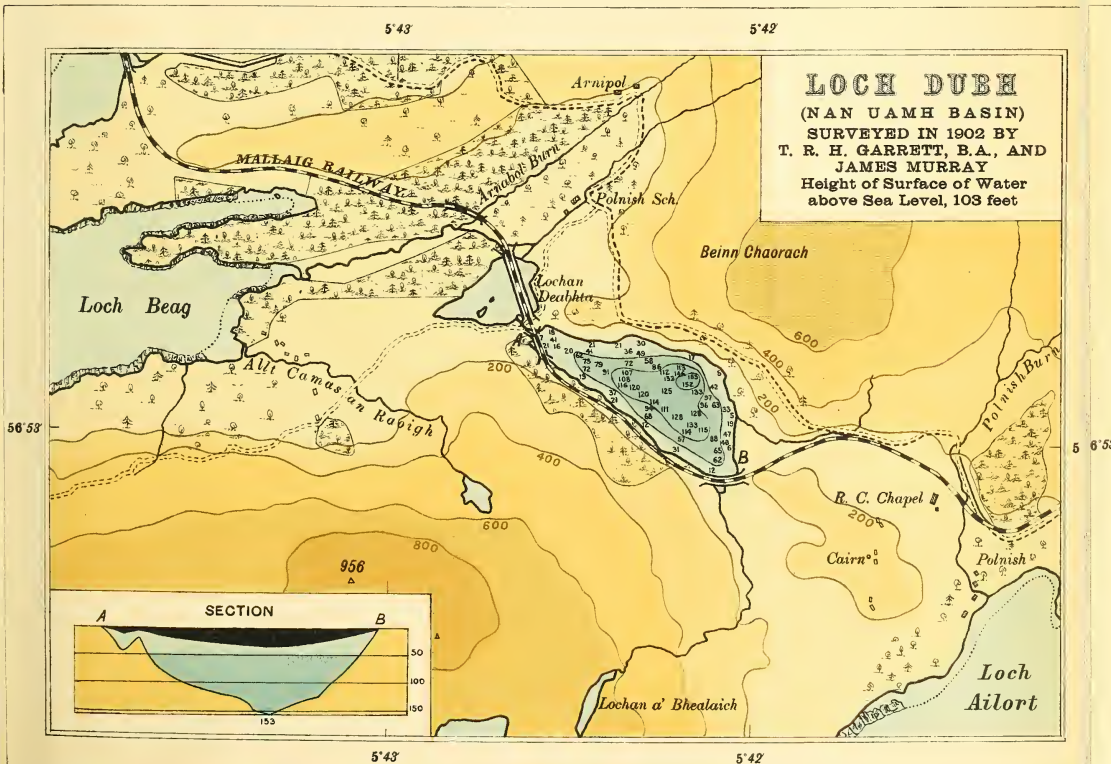 5°43'
5°42'
LOCH DUBH
(NAN UAMH BASIN)
SURVEYED IN 1902 BY
T. R. H. GARRETT, B.A., AND
JAMES MURRAY
Height of Surface of Water
above Sea Level, 103 feet
Arnipol
MALLAIG RAILWAY
Arnabol Burn
Polnish Sch.
Beinn Chaorach
Loch Beag
Lochan
Deabhta
600
400
200
Allt Camas an Raoigh
200
A
B
Polnish Burn
56°53'
56°53'
400
600
800
956
R. C. Chapel
200
Cairn
Polnish
SECTION
A
B
50
100
150
153
Lochan a' Bhealaich
Loch
Ailort
5°43'
5°42'